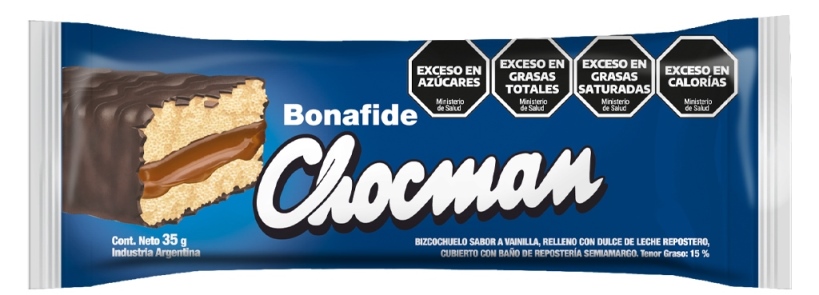 EXCESO EN
AZÚCARES
Ministerio
de Salud
EXCESO EN
GRASAS
TOTALES
Ministerio
de Salud
EXCESO EN
GRASAS
SATURADAS
Ministerio
de Salud
EXCESO EN
CALORÍAS
Ministerio
de Salud
Bonafide
Chocman
Cont. Neto 35 g
Industria Argentina
BIZCOCHUELO SABOR A VAINILLA, RELLENO CON DULCE DE LECHE REPOSTERO,
CUBIERTO CON BAÑO DE REPOSTERÍA SEMIAMARGO. Tenor Graso: 15 %